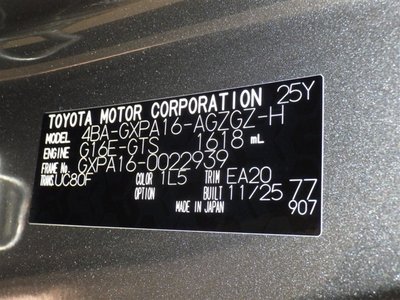 TOYOTA MOTOR CORPORATION 25Y
MODEL 4BA-GXPA16-AGZGZ-H
ENGINE G16E-GTS 1618 mL
FRAME No. GXPA16-0022939
TRANS. UC80F COLOR 1L5 TRIM EA20
OPTION BUILT 11/25 77
MADE IN JAPAN 907